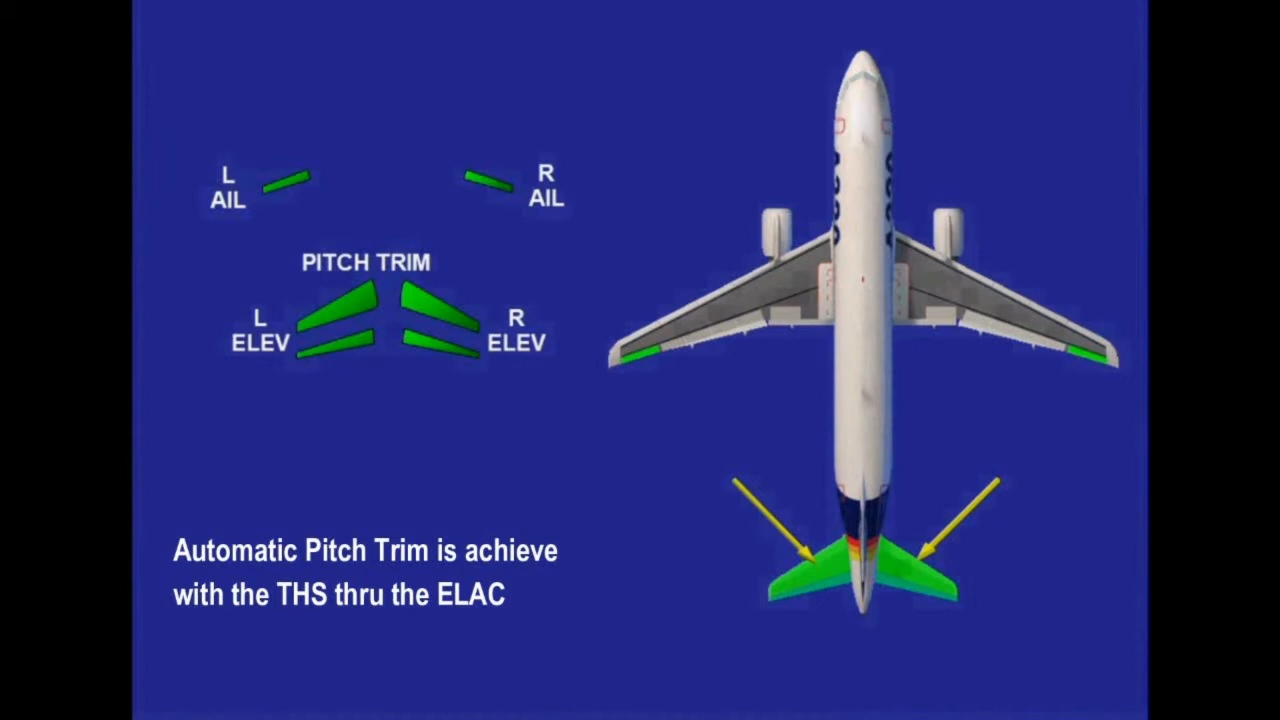 L
AIL
R
AIL
PITCH TRIM
L
ELEV
R
ELEV
Automatic Pitch Trim is achieve
with the THS thru the ELAC